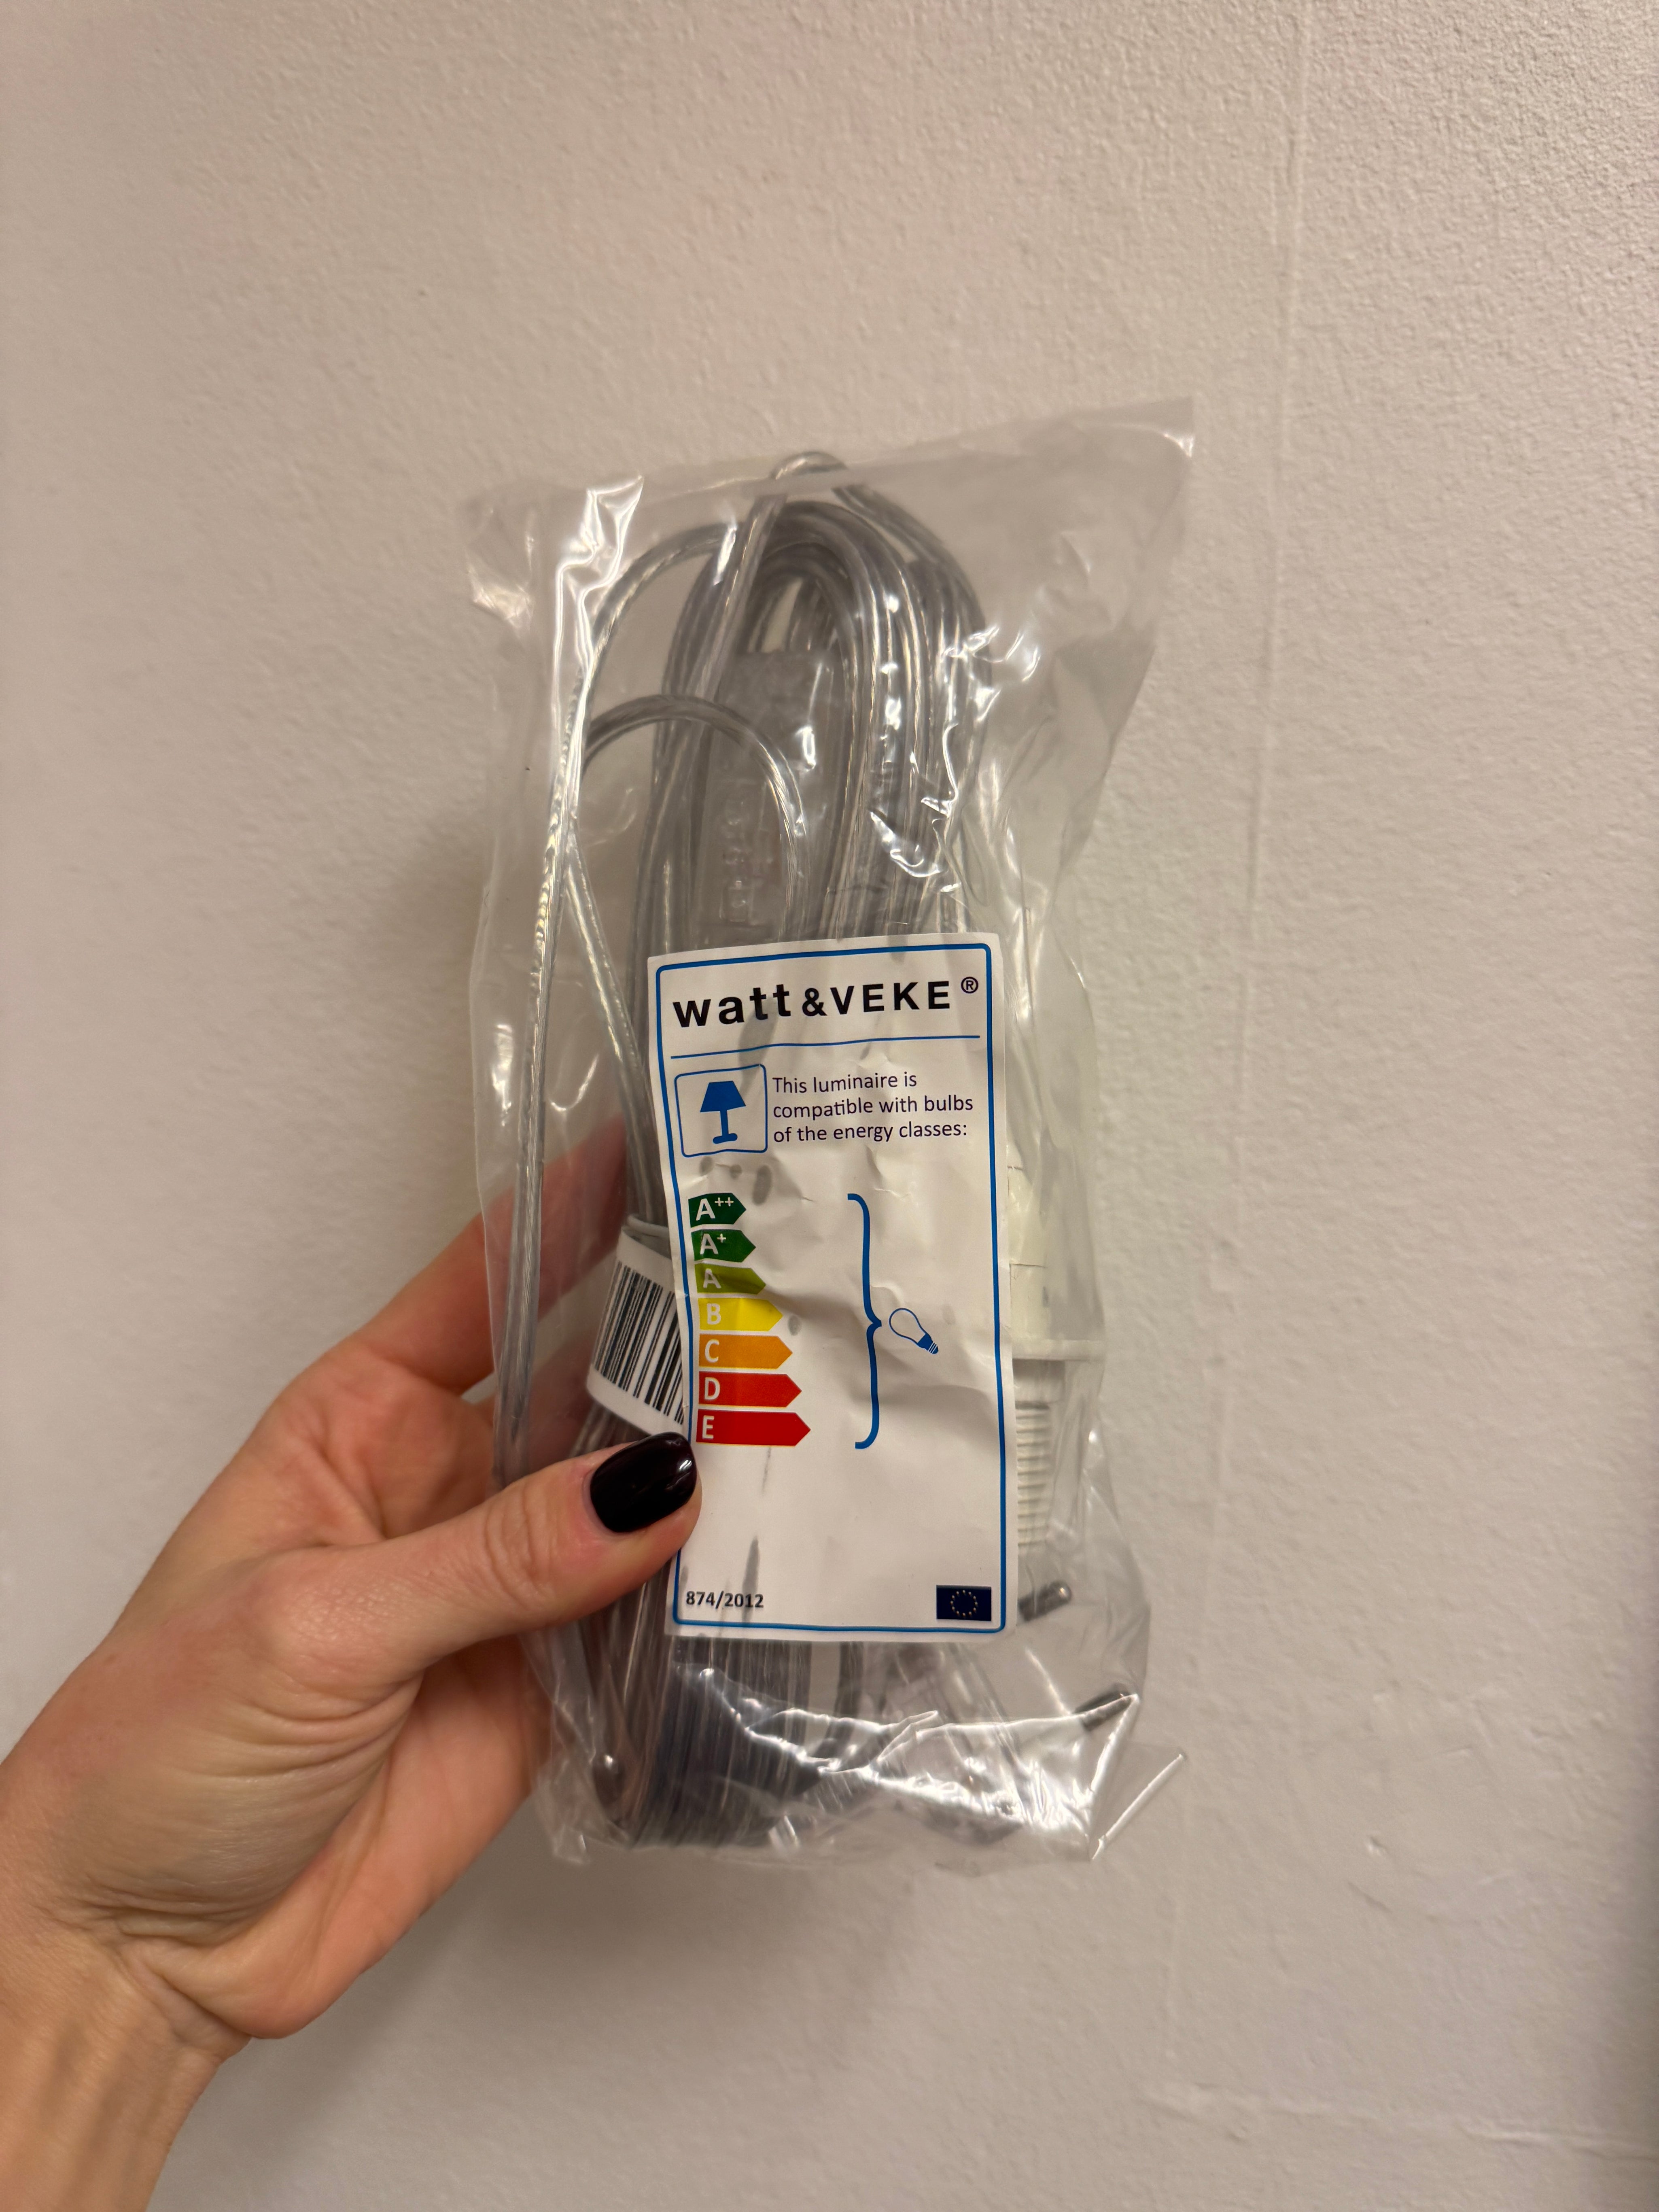 watt&VEKE®
This luminaire is
compatible with bulbs
of the energy classes:
A++
A+
A
B
C
D
E
874/2012